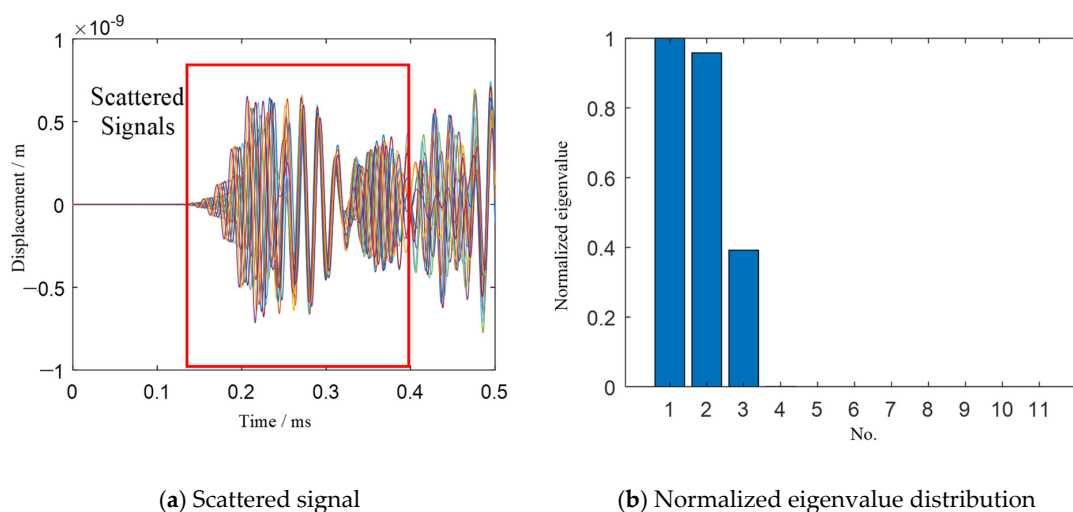 ×10⁻⁹
1
0.5
0
−0.5
−1
Displacement / m
Scattered
Signals
0 0.1 0.2 0.3 0.4 0.5
Time / ms
1
0.8
0.6
0.4
0.2
0
Normalized eigenvalue
1 2 3 4 5 6 7 8 9 10 11
No.
(a) Scattered signal
(b) Normalized eigenvalue distribution